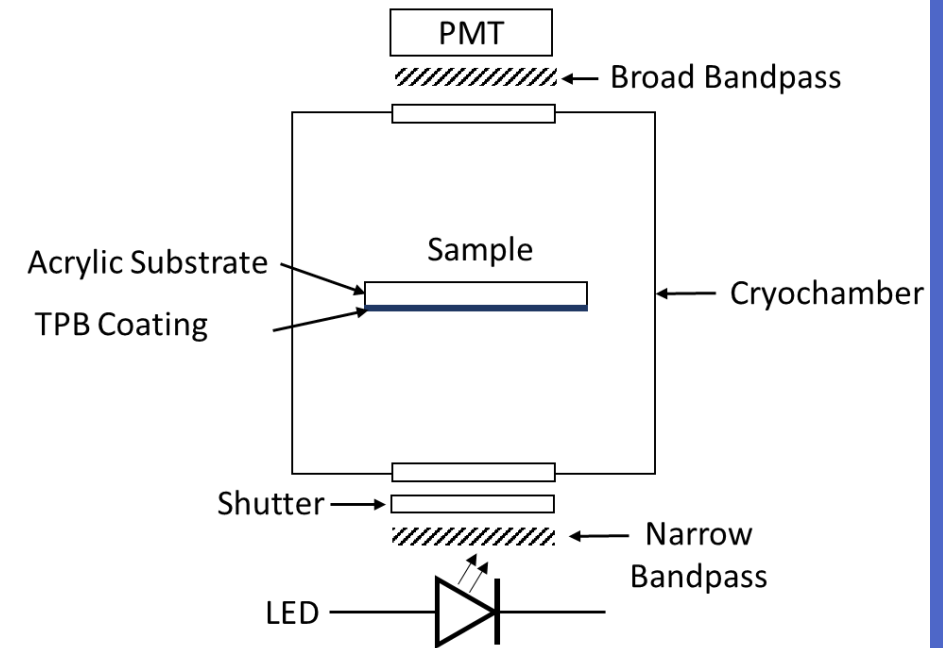 PMT
Broad Bandpass
Sample
Acrylic Substrate
TPB Coating
Cryochamber
Shutter
Narrow
Bandpass
LED